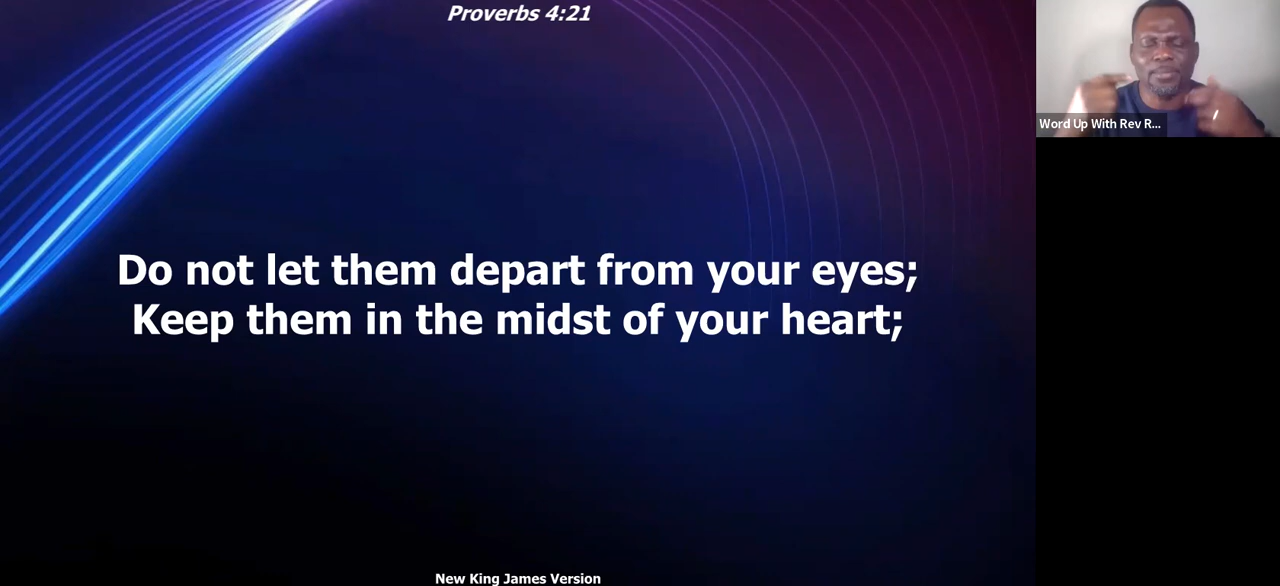 Proverbs 4:21
Do not let them depart from your eyes;
Keep them in the midst of your heart;
New King James Version
Word Up With Rev R...